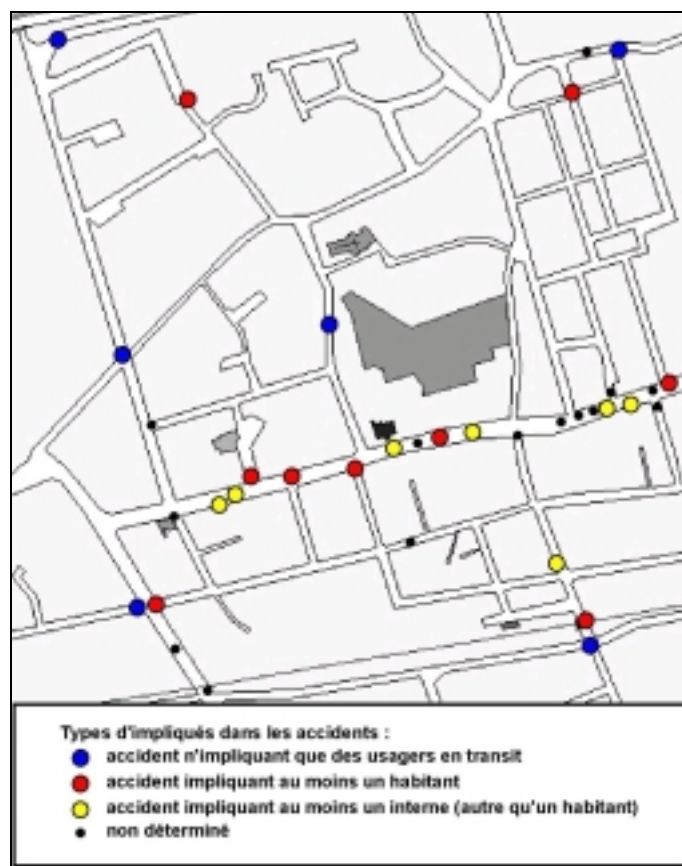 Types d'impliqués dans les accidents :
accident n'impliquant que des usagers en transit
accident impliquant au moins un habitant
accident impliquant au moins un interne (autre qu'un habitant)
non déterminé